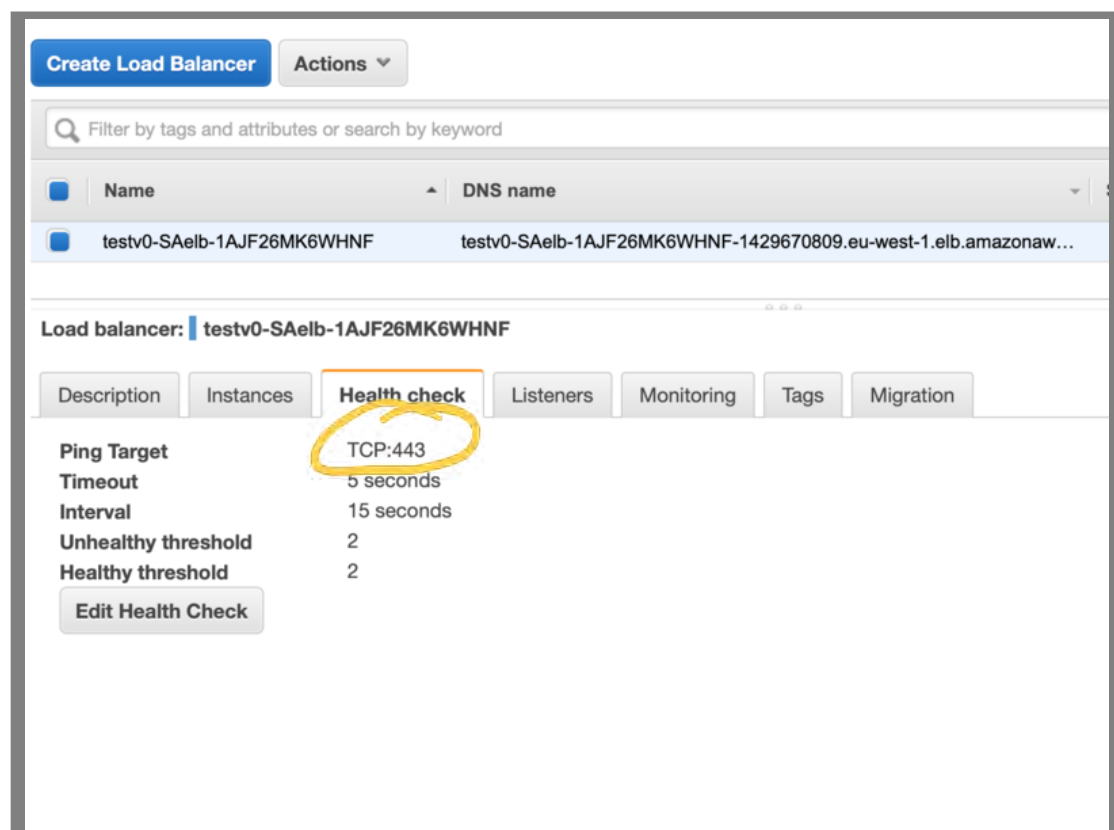 Create Load Balancer Actions
Filter by tags and attributes or search by keyword
Name DNS name
testv0-SAelb-1AJF26MK6WHNF testv0-SAelb-1AJF26MK6WHNF-1429670809.eu-west-1.elb.amazonaw...
Load balancer: testv0-SAelb-1AJF26MK6WHNF
Description Instances Health check Listeners Monitoring Tags Migration
Ping Target TCP:443
Timeout 5 seconds
Interval 15 seconds
Unhealthy threshold 2
Healthy threshold 2
Edit Health Check